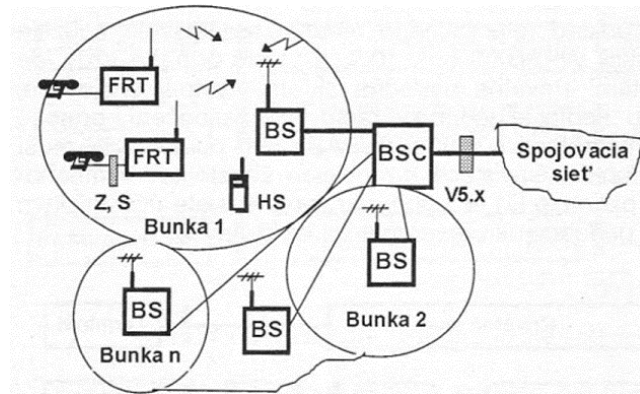 FRT
BS
FRT
BSC
Spojovacia
sieť
Z, S
HS
V5.x
Bunka 1
BS
BS
BS
Bunka 2
Bunka n